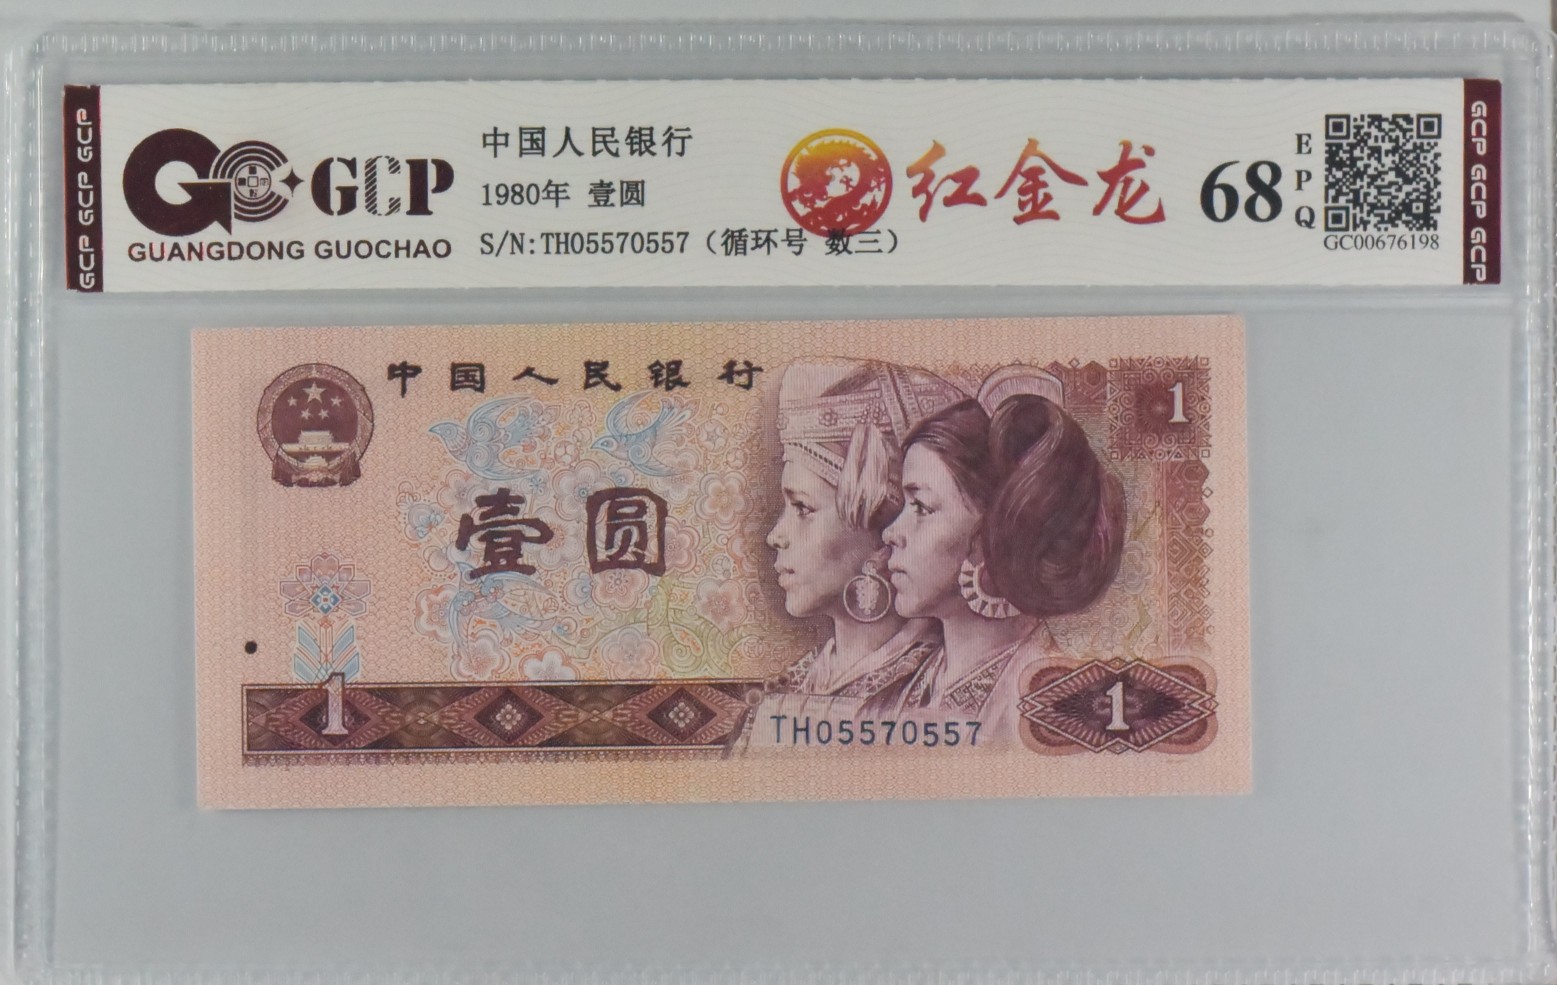 GCP GCP GCP
GCP
GUANGDONG GUOCHAO
中国人民银行
1980年 壹圆
S/N:TH05570557（循环号 数三）
红金龙
68
EPQ
GC00676198
GCP GCP GCP
中国人民银行
1
壹圆
1
TH05570557
1